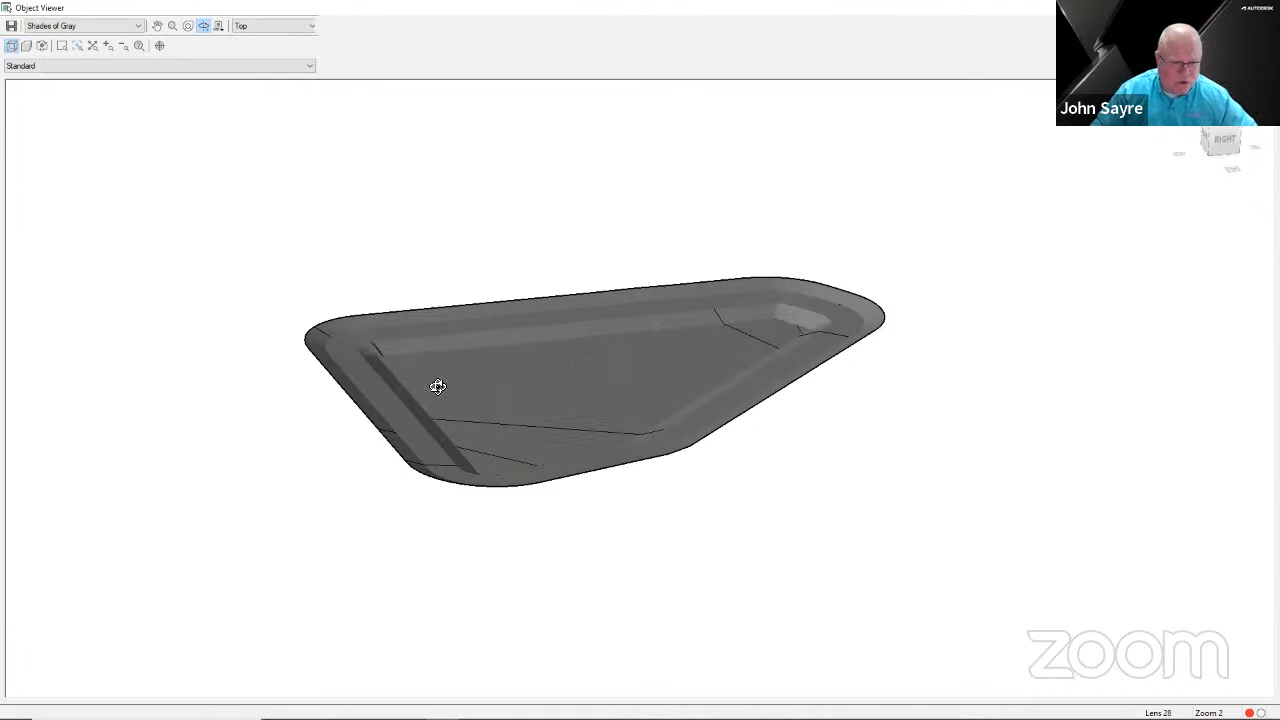 Object Viewer
Shades of Gray
Top
Standard
AUTODESK
John Sayre
RIGHT
zoom
Lens 28
Zoom 2